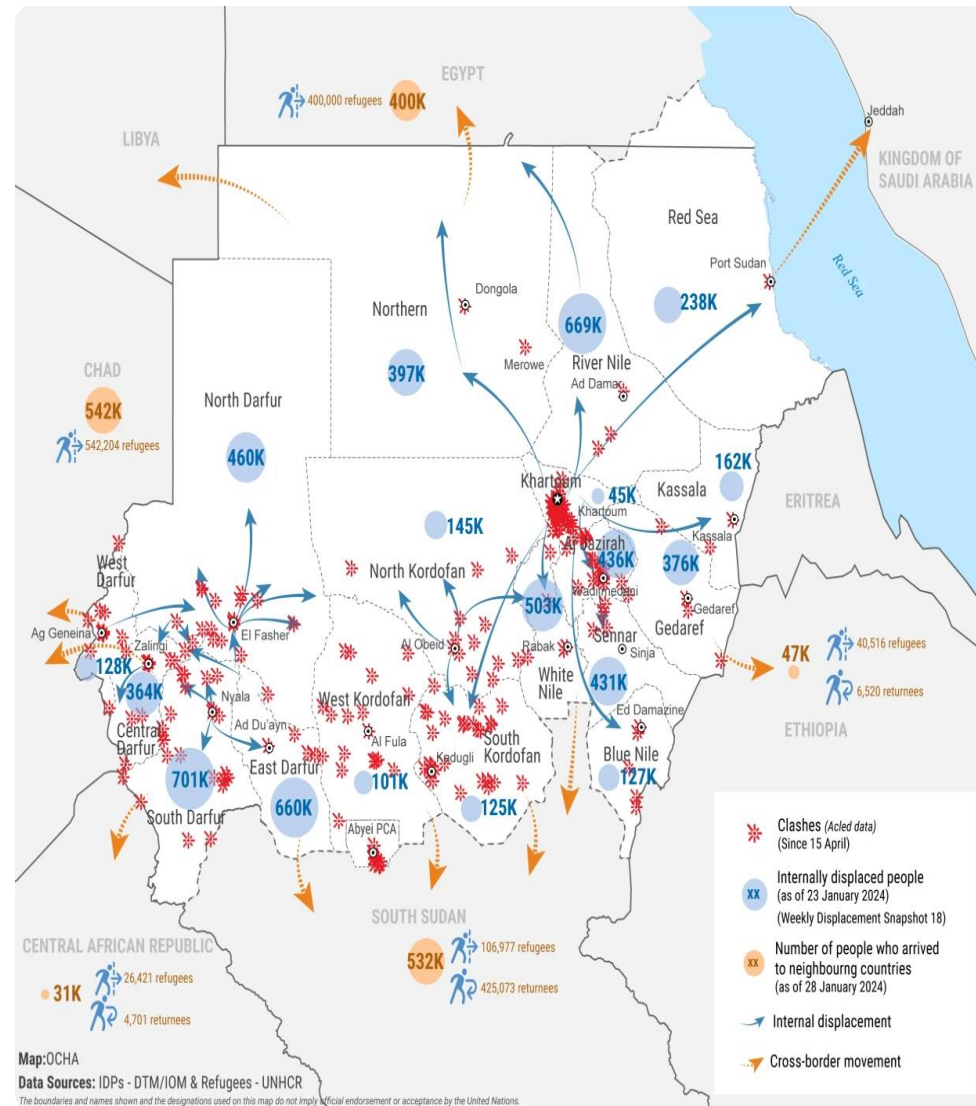 EGYPT
400,000 refugees
400K
LIBYA
Jeddah
KINGDOM OF
SAUDI ARABIA
Red Sea
Port Sudan
Red Sea
238K
Dongola
Northern
669K
Merowe
River Nile
397K
Ad Damar
CHAD
542K
542,204 refugees
North Darfur
460K
162K
Khartoum
45K
Kassala
Khartoum
ERITREA
145K
Kassala
Al Jazirah
436K
376K
West
Darfur
North Kordofan
Wad Medeni
503K
Gedaref
Ag Geneina
El Fasher
Sennar
Gedaref
Zalingi
Al Obeid
Rabak
Sinja
40,516 refugees
47K
6,520 returnees
128K
White
Nile
431K
364K
Nyala
West Kordofan
Ed Damazine
ETHIOPIA
Central
Darfur
Ad Du'ayn
Al Fula
South
Kordofan
Blue Nile
East Darfur
Kadugli
701K
101K
127K
660K
125K
South Darfur
Abyei PCA
SOUTH SUDAN
532K
106,977 refugees
425,073 returnees
CENTRAL AFRICAN REPUBLIC
26,421 refugees
31K
4,701 returnees
Clashes (Acled data)
(Since 15 April)
XX
Internally displaced people
(as of 23 January 2024)
(Weekly Displacement Snapshot 18)
XX
Number of people who arrived
to neighbourng countries
(as of 28 January 2024)
Internal displacement
Cross-border movement
Map:OCHA
Data Sources: IDPs - DTM/IOM & Refugees - UNHCR
The boundaries and names shown and the designations used on this map do not imply official endorsement or acceptance by the United Nations.